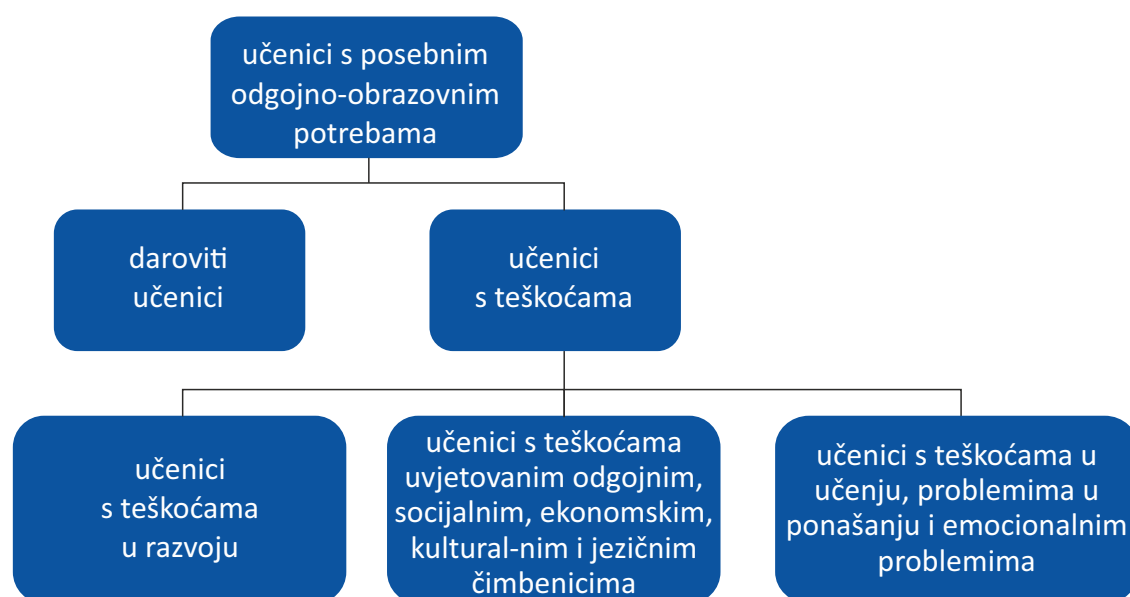 učenici s posebnim
odgojno-obrazovnim
potrebama
daroviti
učenici
učenici
s teškoćama
učenici
s teškoćama
u razvoju
učenici s teškoćama
uvjetovanim odgojnim,
socijalnim, ekonomskim,
kultural-nim i jezičnim
čimbenicima
učenici s teškoćama u
učenju, problemima u
ponašanju i emocionalnim
problemima